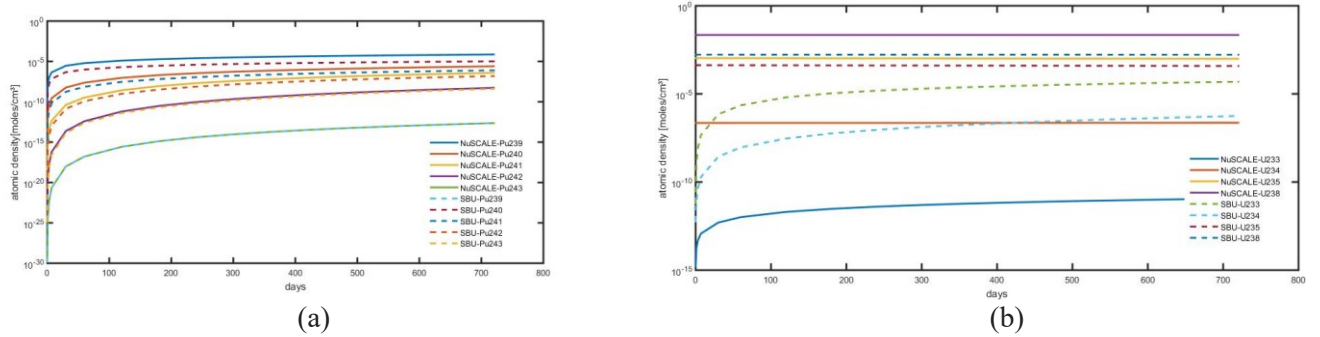 10⁰
10⁻⁵
10⁻¹⁰
10⁻¹⁵
10⁻²⁰
10⁻²⁵
10⁻³⁰
atomic density[moles/cm³]
0 100 200 300 400 500 600 700 800
days
NuSCALE-Pu239
NuSCALE-Pu240
NuSCALE-Pu241
NuSCALE-Pu242
NuSCALE-Pu243
SBU-Pu239
SBU-Pu240
SBU-Pu241
SBU-Pu242
SBU-Pu243
(a)
10⁰
10⁻⁵
10⁻¹⁰
10⁻¹⁵
atomic density [moles/cm³]
0 100 200 300 400 500 600 700 800
days
NuSCALE-U233
NuSCALE-U234
NuSCALE-U235
NuSCALE-U238
SBU-U233
SBU-U234
SBU-U235
SBU-U238
(b)